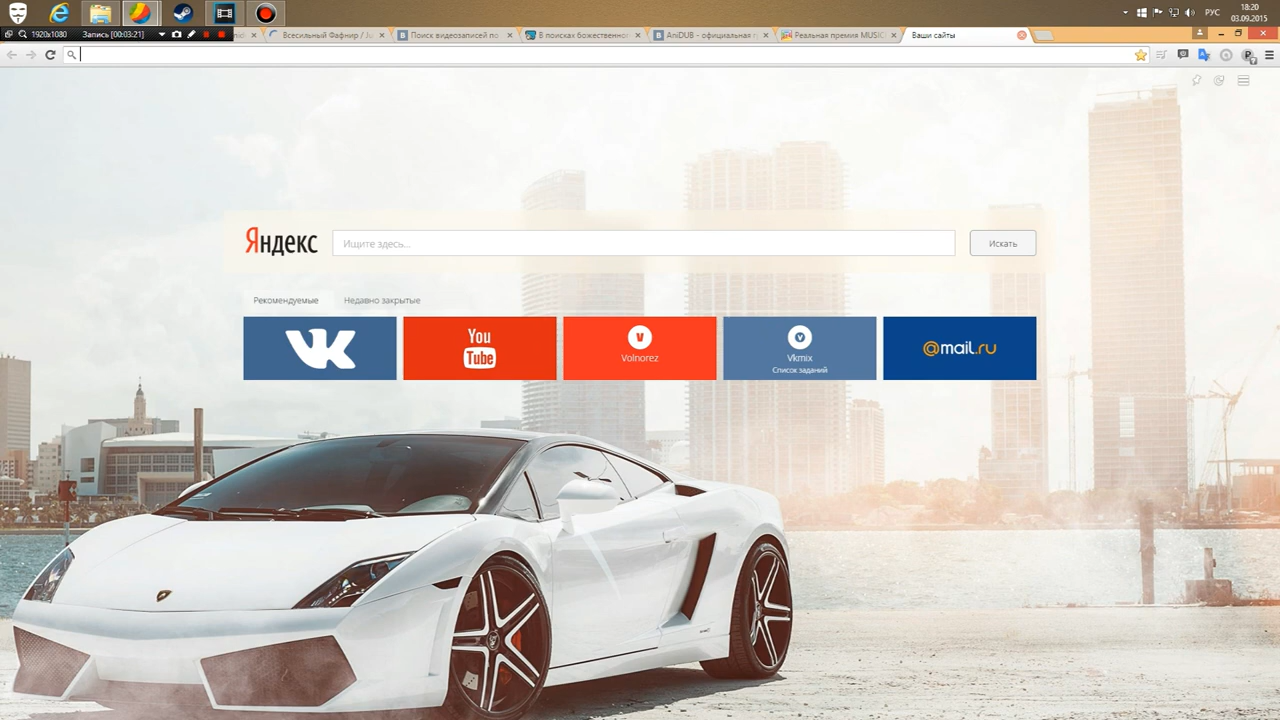 18:20
РУС
03.09.2015
1920x1080 Запись [00:03:21]
Всесильный Фафнир / Ju
Поиск видеозаписей по
В поисках божественно
AniDUB - официальная г
Реальная премия MUSIC
Ваши сайты
Яндекс
Ищите здесь...
Искать
Рекомендуемые
Недавно закрытые
VK
You
Tube
V
Volnorez
V
Vkmix
Список заданий
@mail.ru